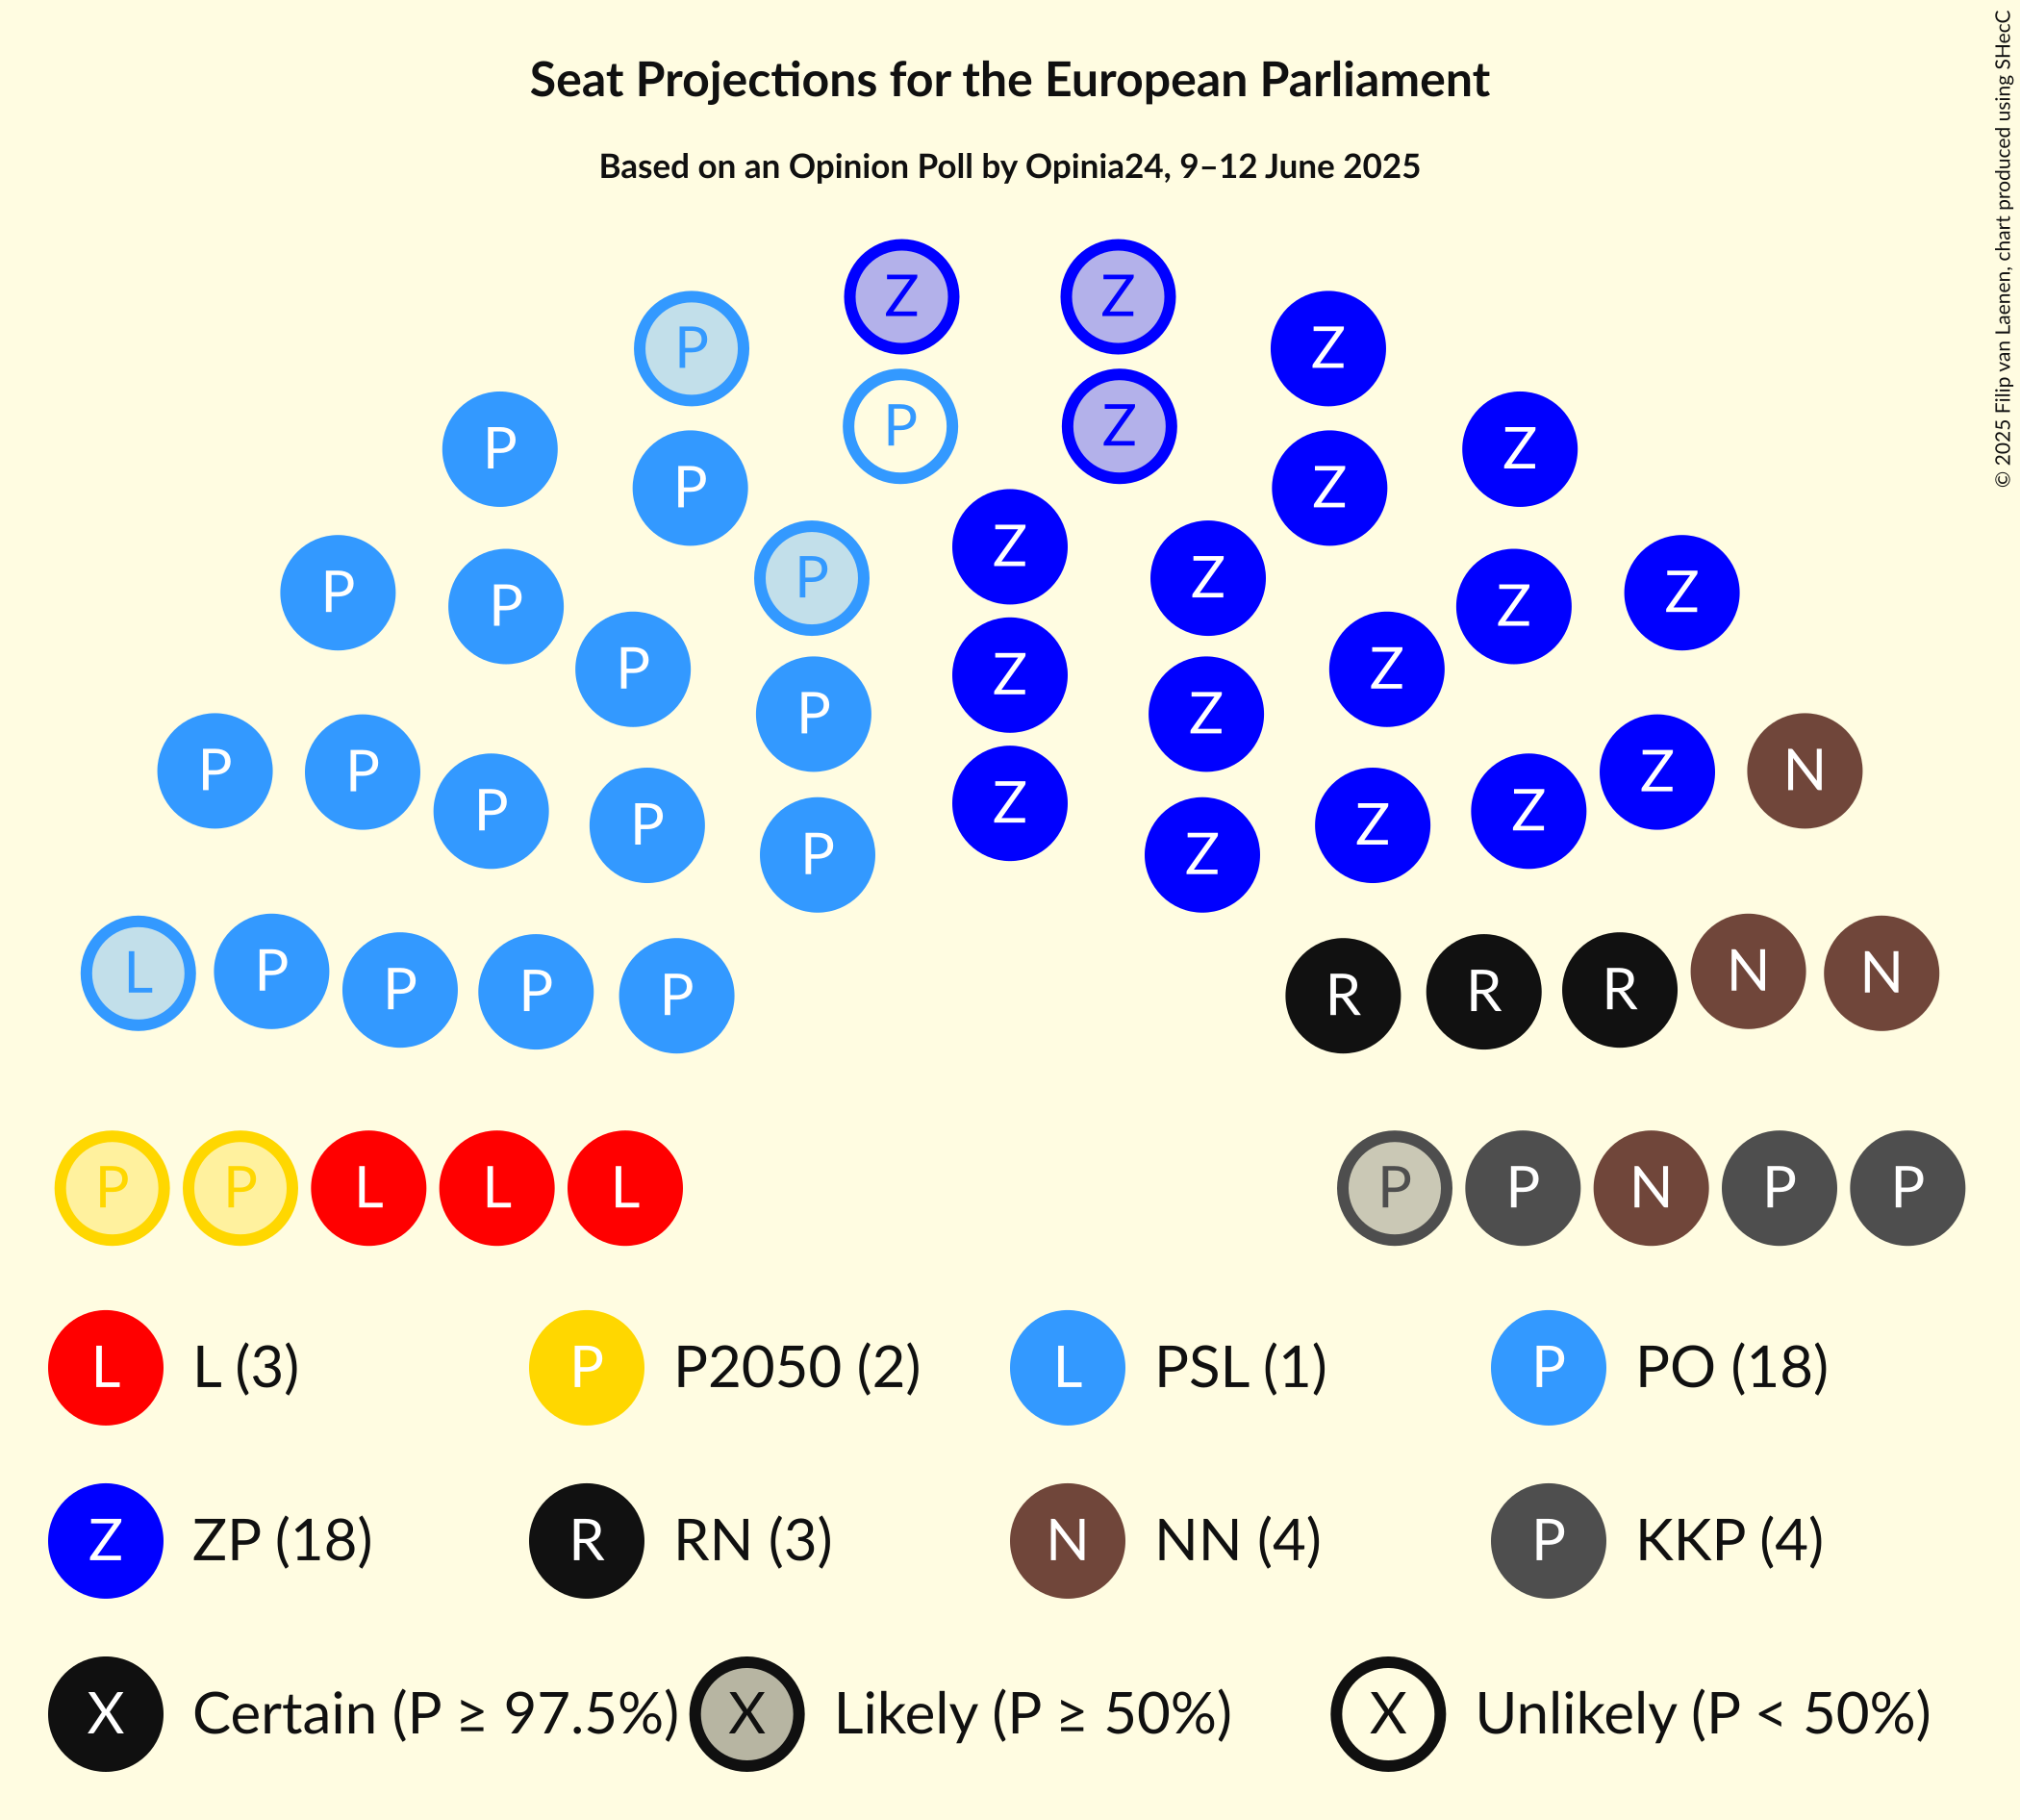 Seat Projections for the European Parliament
Based on an Opinion Poll by Opinia24, 9–12 June 2025
© 2025 Filip van Laenen, chart produced using SHecC
Z Z
P Z
P Z
P Z
P Z
P Z
Z
P Z
P Z
P Z
P Z
Z
P Z
P N
P Z
Z
P Z
P Z
P Z
L P P P P R R R N N
P P L L L P P N P P
L L (3) P P2050 (2) L PSL (1) P PO (18)
Z ZP (18) R RN (3) N NN (4) P KKP (4)
X Certain (P ≥ 97.5%) X Likely (P ≥ 50%) X Unlikely (P < 50%)